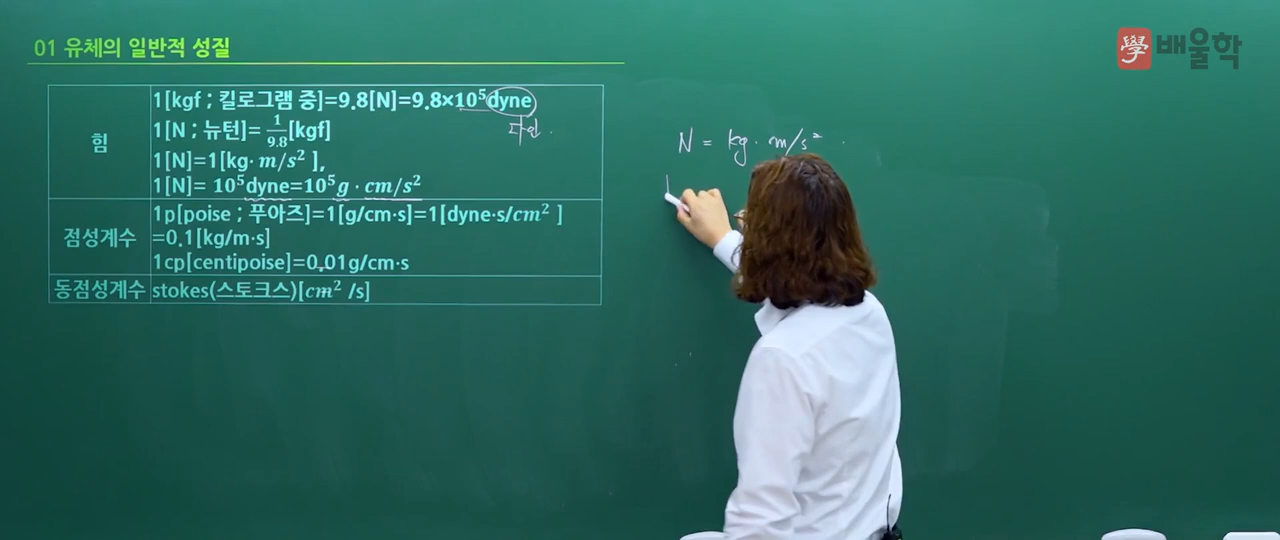 01 유체의 일반적 성질
學 배울학
힘
1[kgf ; 킬로그램 중]=9.8[N]=9.8×10⁵dyne
다인.
1[N ; 뉴턴]=1/9.8[kgf]
1[N]=1[kg·m/s²],
1[N]= 10⁵dyne=10⁵g·cm/s²
점성계수
1p[poise ; 푸아즈]=1[g/cm·s]=1[dyne·s/cm²]
=0.1[kg/m·s]
1cp[centipoise]=0.01g/cm·s
동점성계수 stokes(스토크스)[cm²/s]
N = kg·m/s²